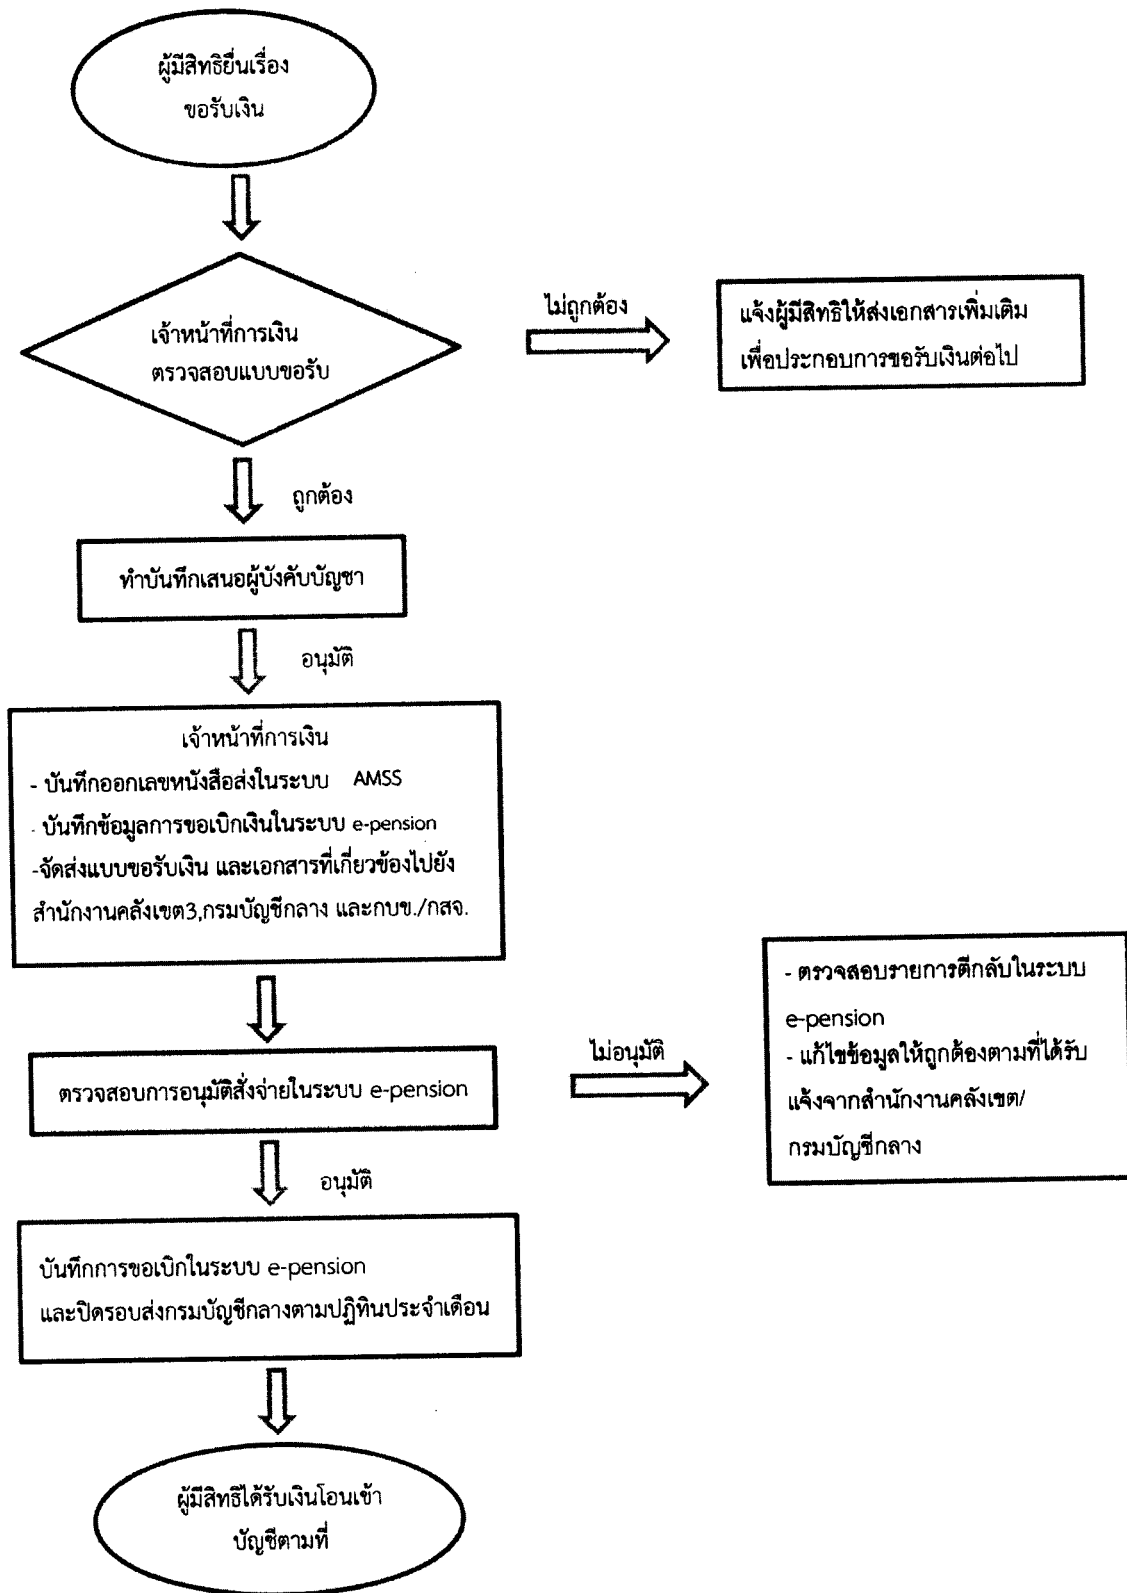 ผู้มีสิทธิยื่นเรื่อง
ขอรับเงิน
เจ้าหน้าที่การเงิน
ตรวจสอบแบบขอรับ
ไม่ถูกต้อง
แจ้งผู้มีสิทธิให้ส่งเอกสารเพิ่มเติม
เพื่อประกอบการขอรับเงินต่อไป
ถูกต้อง
ทำบันทึกเสนอผู้บังคับบัญชา
อนุมัติ
เจ้าหน้าที่การเงิน
- บันทึกออกเลขหนังสือส่งในระบบ AMSS
- บันทึกข้อมูลการขอเบิกเงินในระบบ e-pension
-จัดส่งแบบขอรับเงิน และเอกสารที่เกี่ยวข้องไปยัง
สำนักงานคลังเขต3,กรมบัญชีกลาง และกบข./กสจ.
ตรวจสอบการอนุมัติสั่งจ่ายในระบบ e-pension
ไม่อนุมัติ
- ตรวจสอบรายการตีกลับในระบบ
e-pension
- แก้ไขข้อมูลให้ถูกต้องตามที่ได้รับ
แจ้งจากสำนักงานคลังเขต/
กรมบัญชีกลาง
อนุมัติ
บันทึกการขอเบิกในระบบ e-pension
และปิดรอบส่งกรมบัญชีกลางตามปฏิทินประจำเดือน
ผู้มีสิทธิได้รับเงินโอนเข้า
บัญชีตามที่